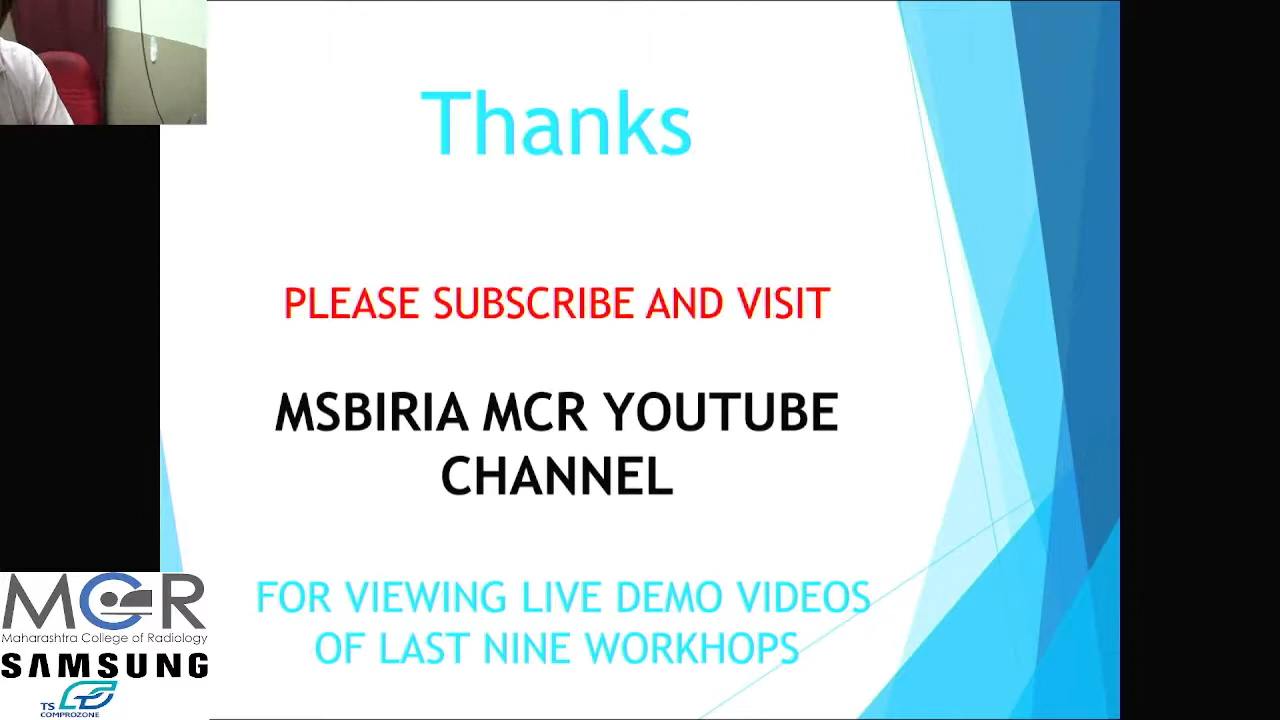 Thanks
PLEASE SUBSCRIBE AND VISIT
MSBIRIA MCR YOUTUBE
CHANNEL
FOR VIEWING LIVE DEMO VIDEOS
OF LAST NINE WORKHOPS
MCR
Maharashtra College of Radiology
SAMSUNG
TS
COMPROZONE